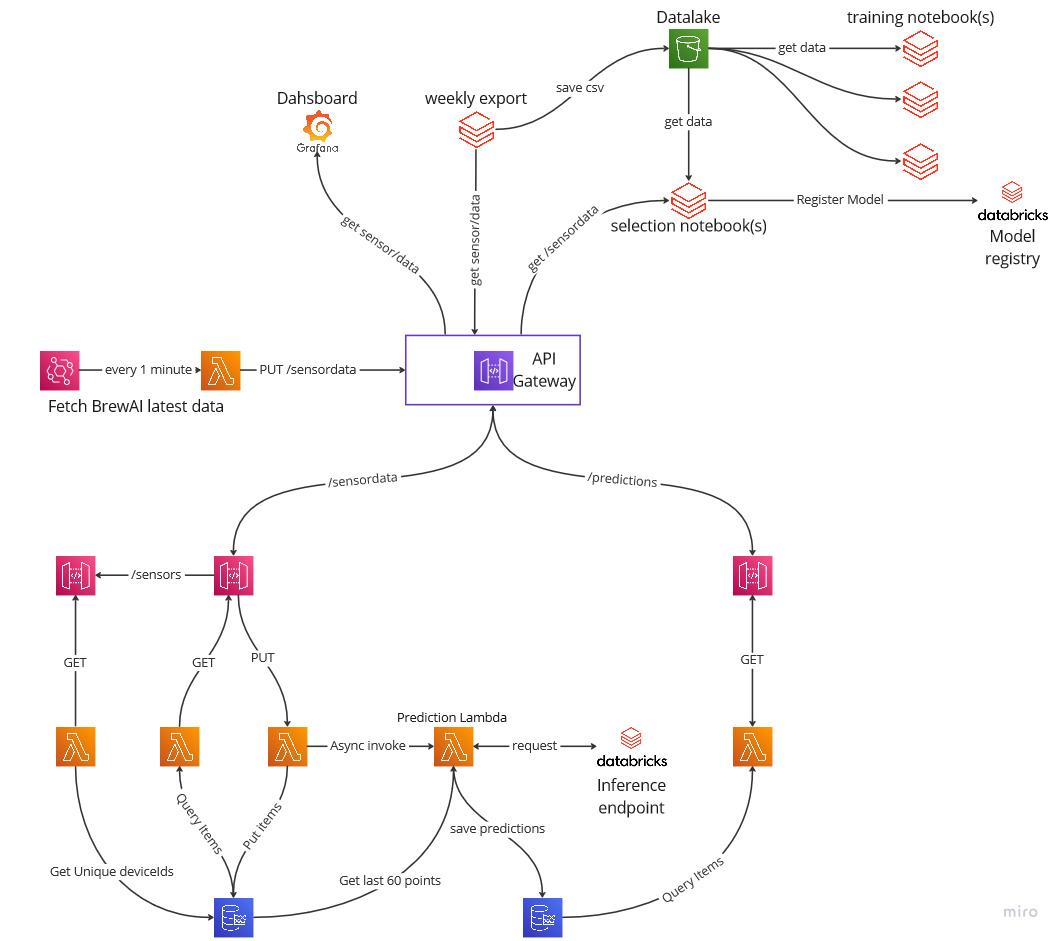 Datalake
training notebook(s)
get data
save csv
Dahsboard
weekly export
Grafana
get data
get sensor/data
get sensor/data
get /sensordata
Register Model
selection notebook(s)
databricks
Model
registry
API
Gateway
every 1 minute
PUT /sensordata
Fetch BrewAI latest data
/sensordata
/predictions
/sensors
GET
GET
PUT
GET
Prediction Lambda
Async invoke
request
databricks
Inference
endpoint
Query Items
Put items
save predictions
Get Unique deviceIds
Get last 60 points
Query Items
miro